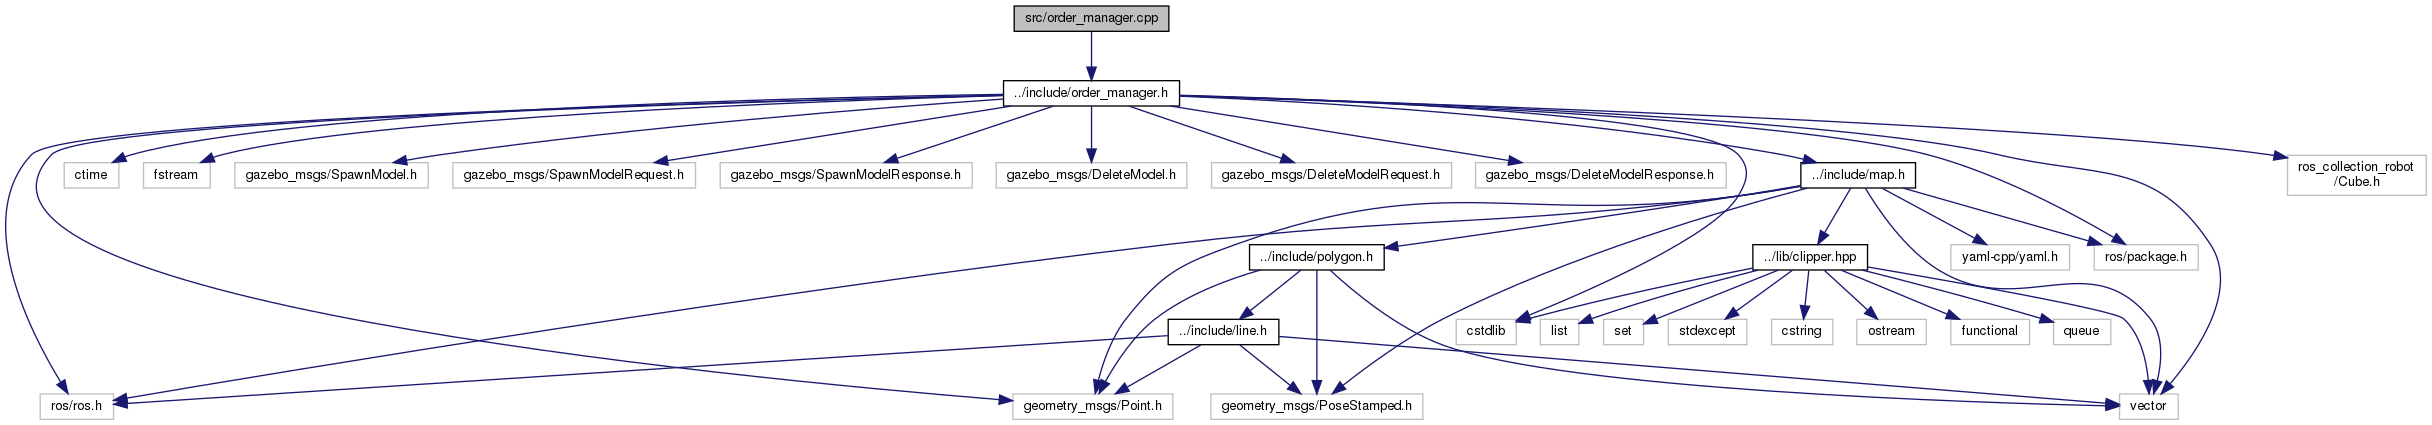 src/order_manager.cpp
../include/order_manager.h
ctime
fstream
gazebo_msgs/SpawnModel.h
gazebo_msgs/SpawnModelRequest.h
gazebo_msgs/SpawnModelResponse.h
gazebo_msgs/DeleteModel.h
gazebo_msgs/DeleteModelRequest.h
gazebo_msgs/DeleteModelResponse.h
../include/map.h
ros_collection_robot
/Cube.h
../include/polygon.h
../lib/clipper.hpp
yaml-cpp/yaml.h
ros/package.h
../include/line.h
cstdlib
list
set
stdexcept
cstring
ostream
functional
queue
ros/ros.h
geometry_msgs/Point.h
geometry_msgs/PoseStamped.h
vector